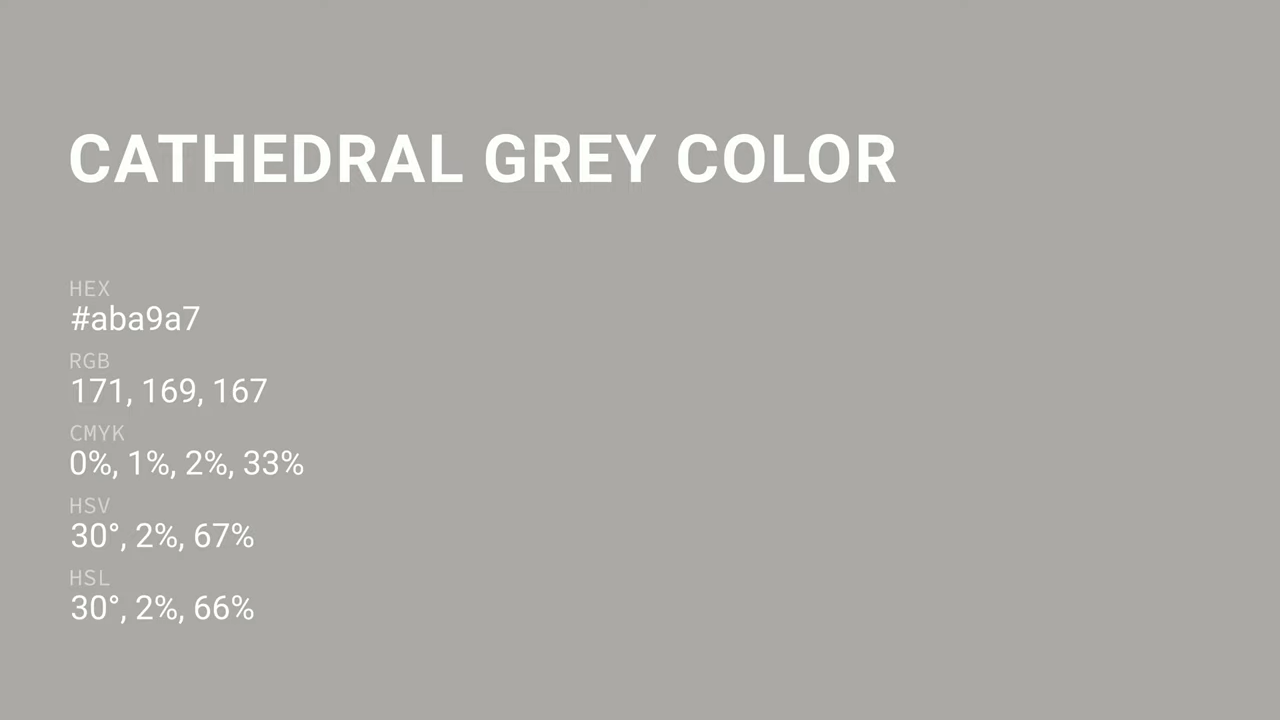 CATHEDRAL GREY COLOR
HEX
#aba9a7
RGB
171, 169, 167
CMYK
0%, 1%, 2%, 33%
HSV
30°, 2%, 67%
HSL
30°, 2%, 66%